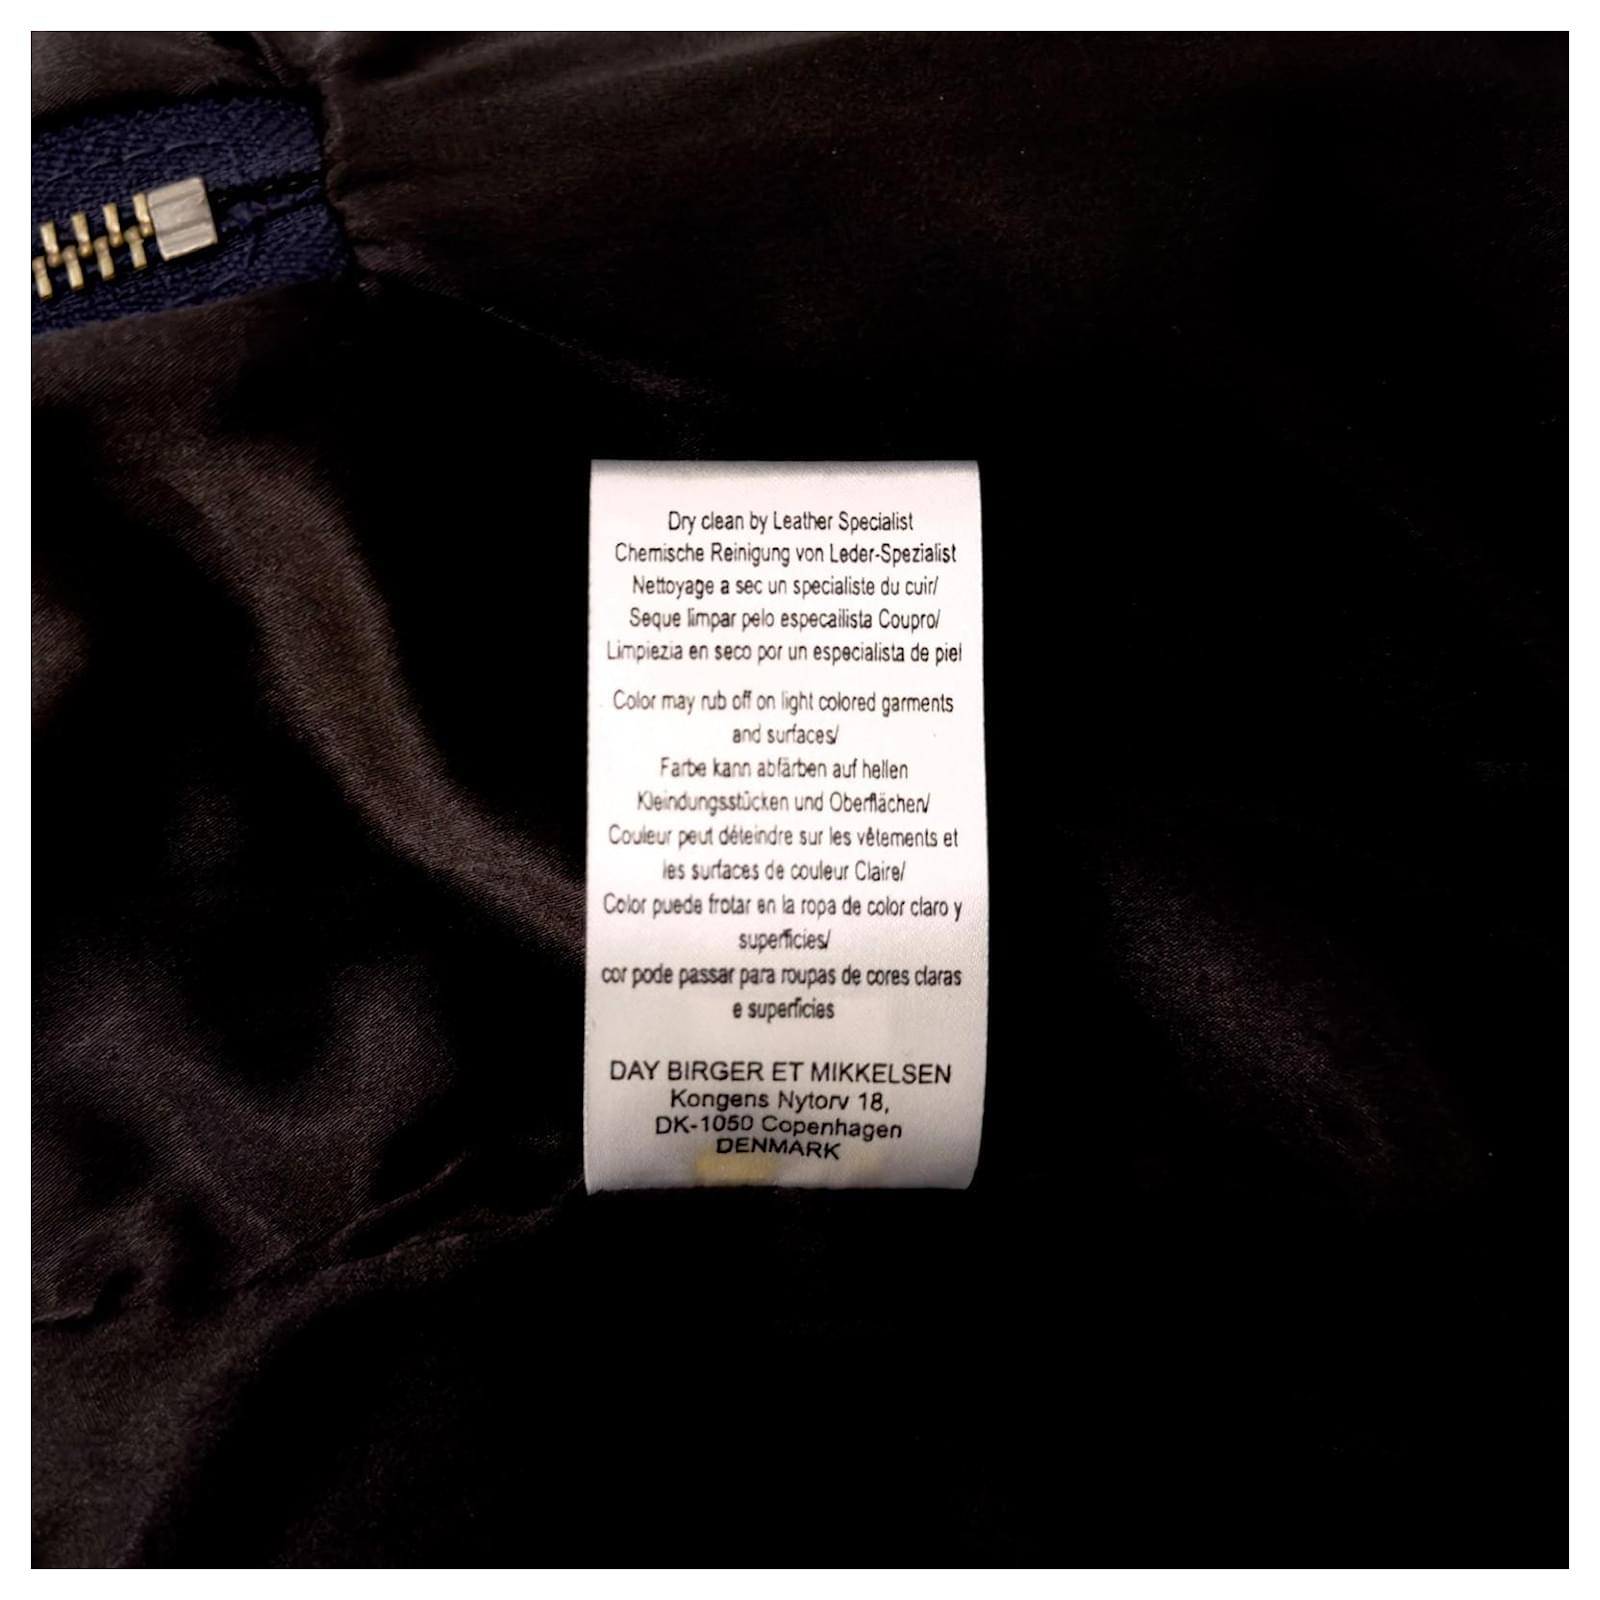 Dry clean by Leather Specialist
Chemische Reinigung von Leder-Spezialist
Nettoyage a sec un specialiste du cuir/
Seque limpar pelo especailista Coupro/
Limpiezia en seco por un especialista de piel
Color may rub off on light colored garments
and surfaces/
Farbe kann abfärben auf hellen
Kleindungsstücken und Oberflächen/
Couleur peut déteindre sur les vêtements et
les surfaces de couleur Claire/
Color puede frotar en la ropa de color claro y
superficies/
cor pode passar para roupas de cores claras
e superficies
DAY BIRGER ET MIKKELSEN
Kongens Nytorv 18,
DK-1050 Copenhagen
DENMARK